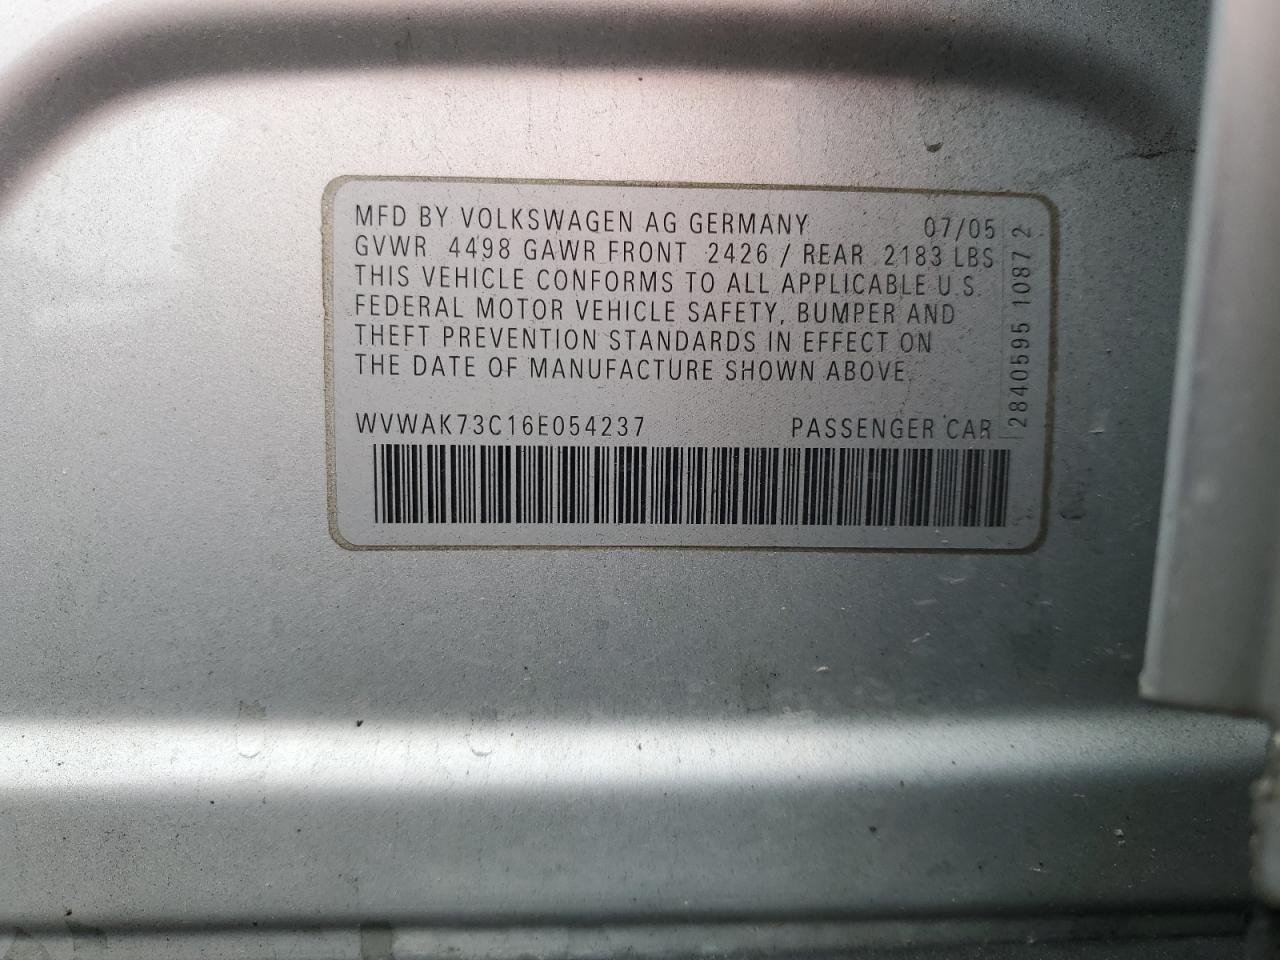 MFD BY VOLKSWAGEN AG GERMANY 07/05
GVWR 4498 GAWR FRONT 2426 / REAR 2183 LBS
THIS VEHICLE CONFORMS TO ALL APPLICABLE U.S.
FEDERAL MOTOR VEHICLE SAFETY, BUMPER AND
THEFT PREVENTION STANDARDS IN EFFECT ON
THE DATE OF MANUFACTURE SHOWN ABOVE.
WVWAK73C16E054237 PASSENGER CAR
2840595 1087 2